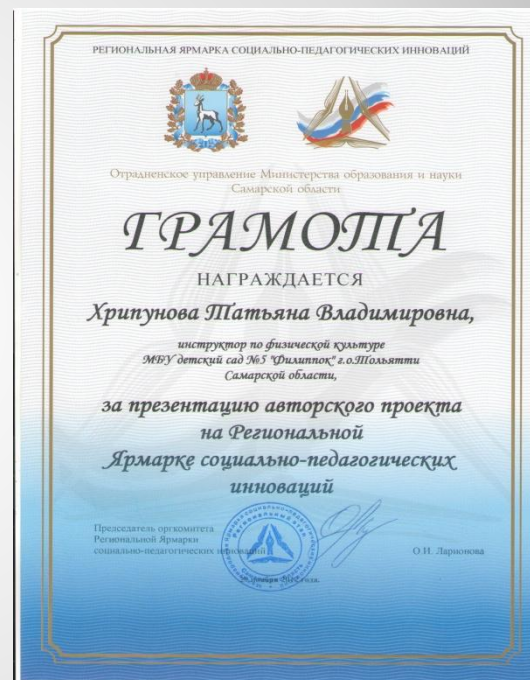 РЕГИОНАЛЬНАЯ ЯРМАРКА СОЦИАЛЬНО-ПЕДАГОГИЧЕСКИХ ИННОВАЦИЙ
Отрадненское управление Министерства образования и науки
Самарской области
ГРАМОТА
НАГРАЖДАЕТСЯ
Хрипунова Татьяна Владимировна,
инструктор по физической культуре
МБУ детский сад №5 "Филиппок" г.о.Тольятти
Самарской области,
за презентацию авторского проекта
на Региональной
Ярмарке социально-педагогических
инноваций
Председатель оргкомитета
Региональной Ярмарки
социально-педагогических инноваций
О.И. Ларионова